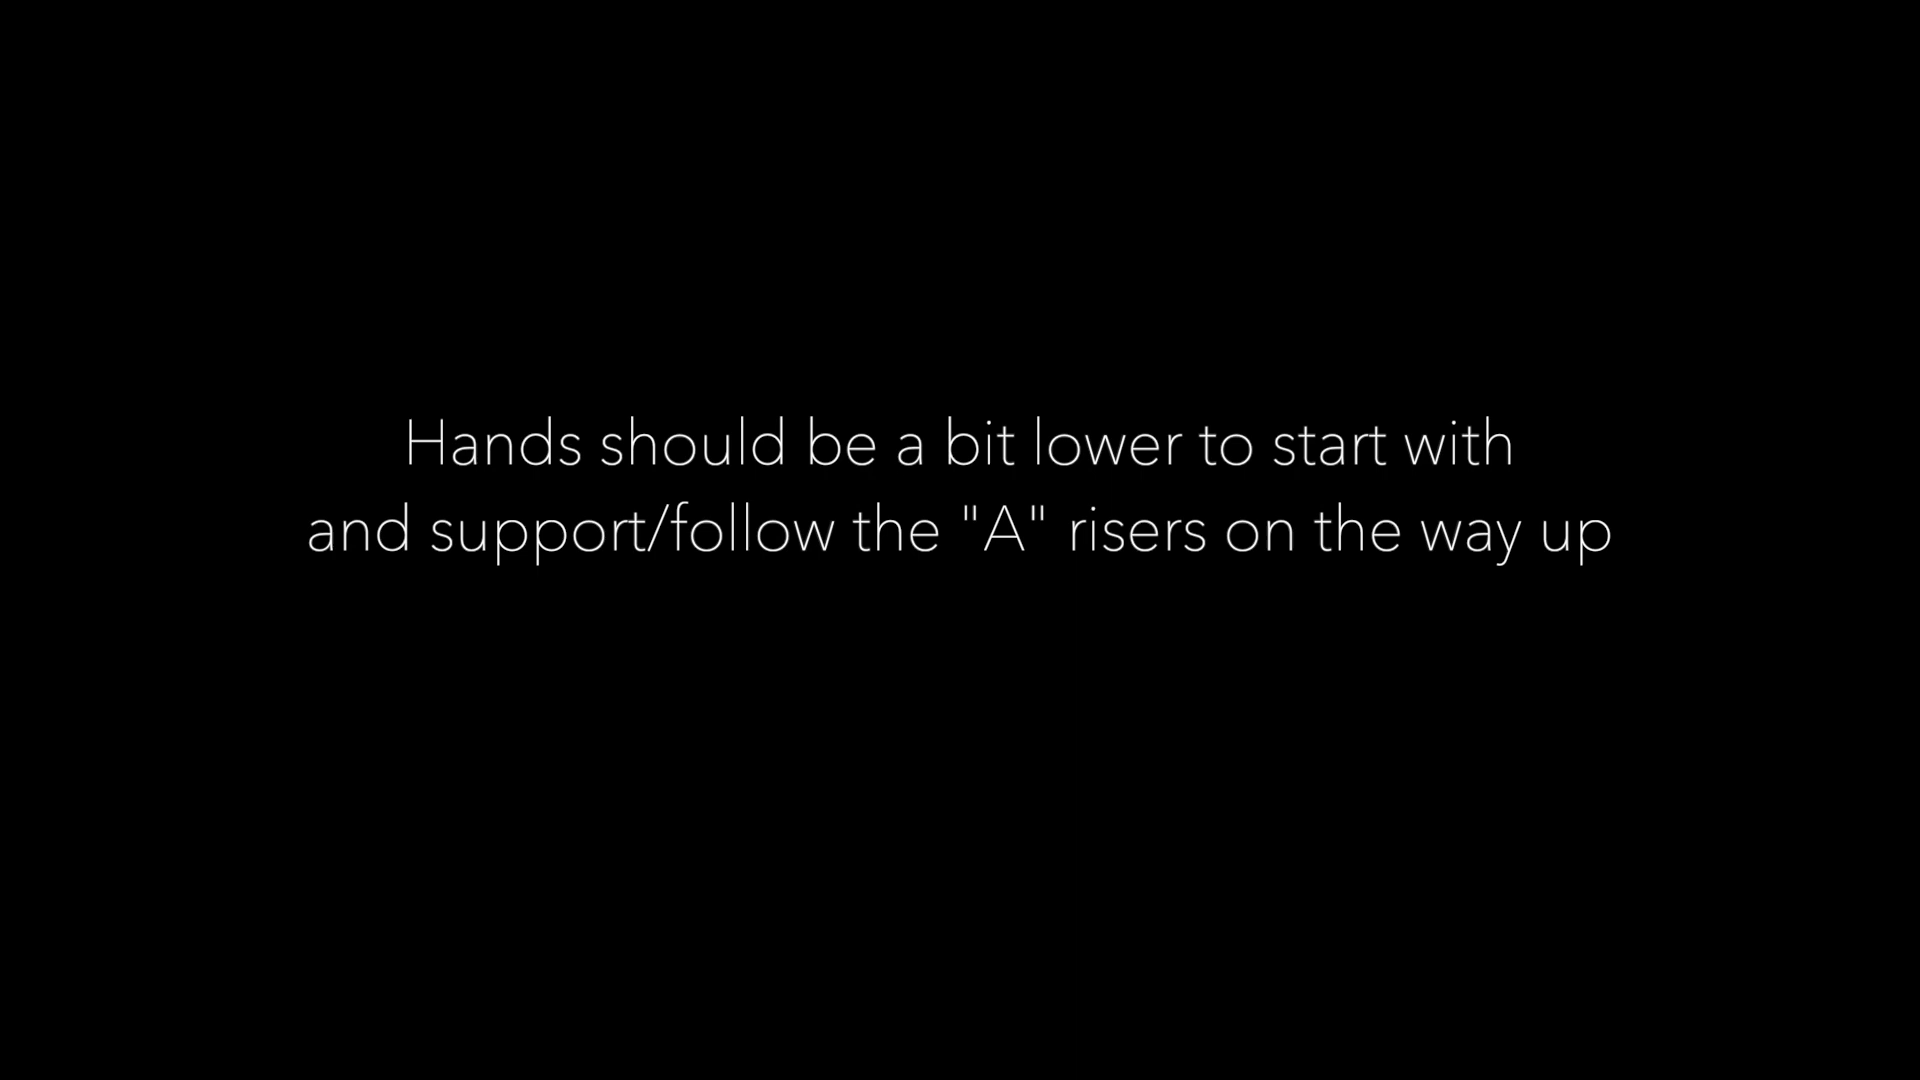 Hands should be a bit lower to start with
and support/follow the "A" risers on the way up